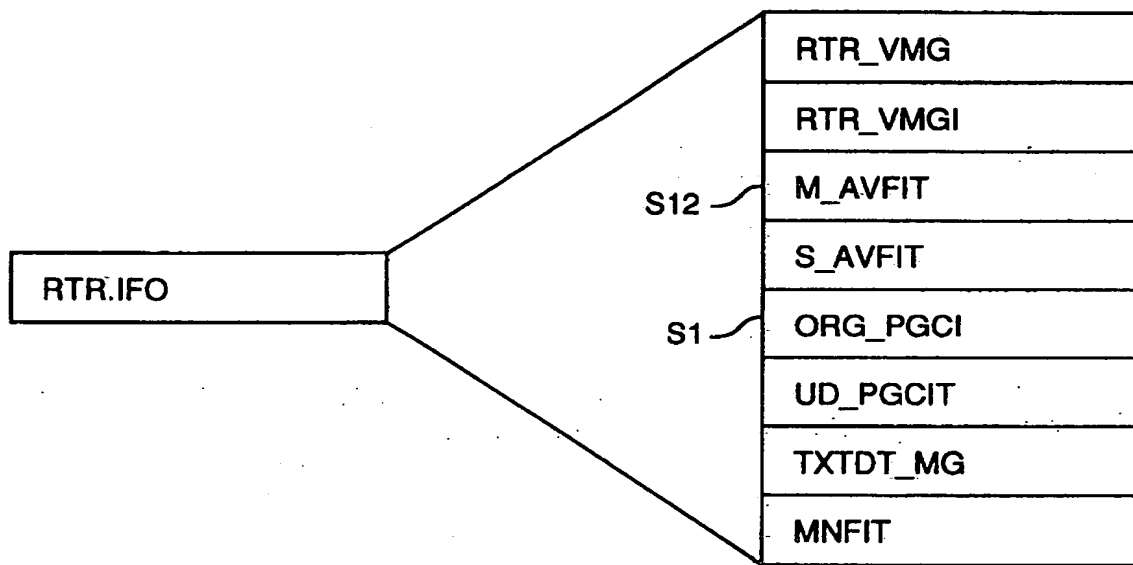 RTR.IFO
RTR_VMG
RTR_VMGI
S12
M_AVFIT
S_AVFIT
S1
ORG_PGCI
UD_PGCIT
TXTDT_MG
MNFIT